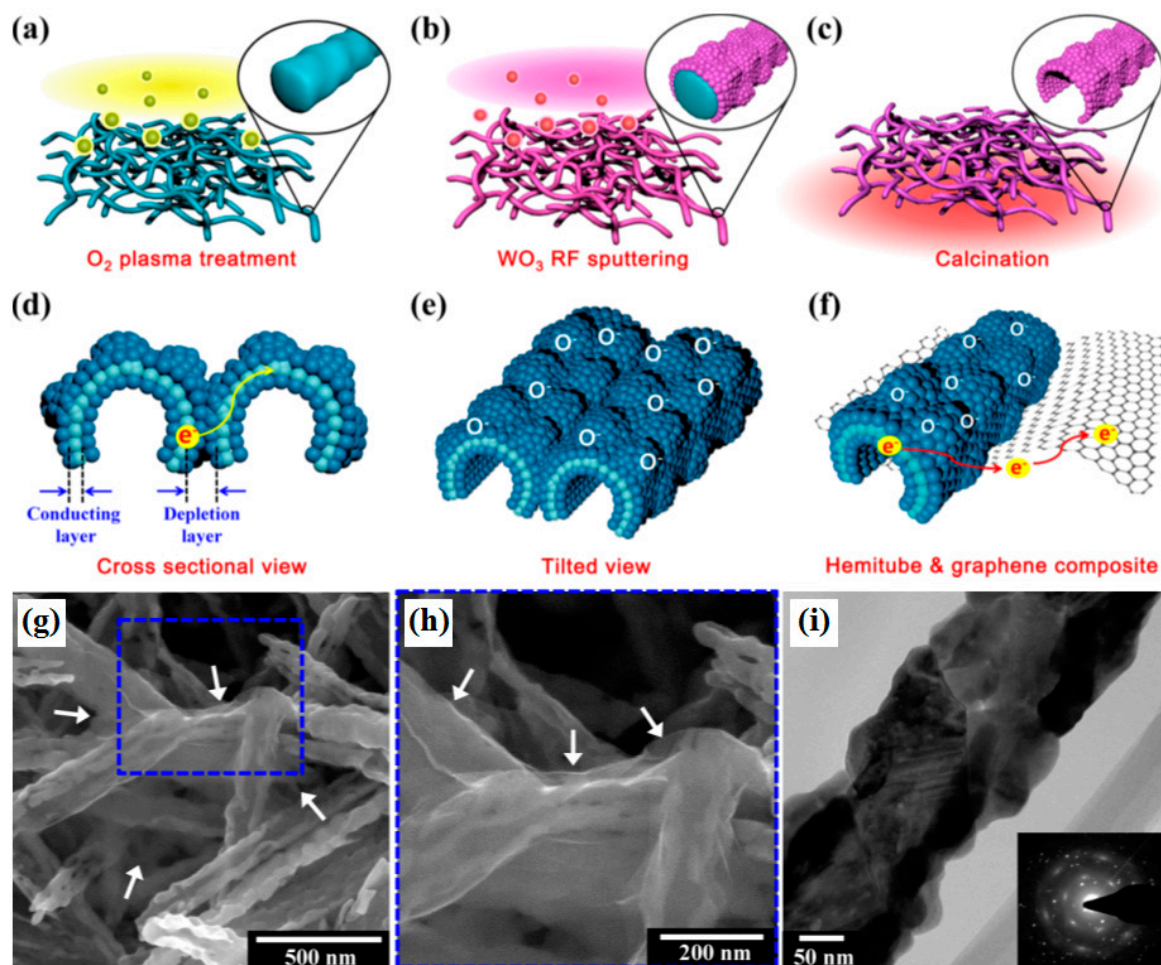 (a)
(b)
(c)
O₂ plasma treatment
WO₃ RF sputtering
Calcination
(d)
(e)
(f)
O⁻ O⁻ O⁻
O⁻ O⁻ O⁻
O⁻ O⁻
O⁻
O⁻
O⁻ O⁻
O⁻
O⁻ O⁻
e⁻
e⁻
e⁻
e⁻
Conducting
layer
Depletion
layer
Cross sectional view
Tilted view
Hemitube & graphene composite
(g)
(h)
(i)
500 nm
200 nm
50 nm